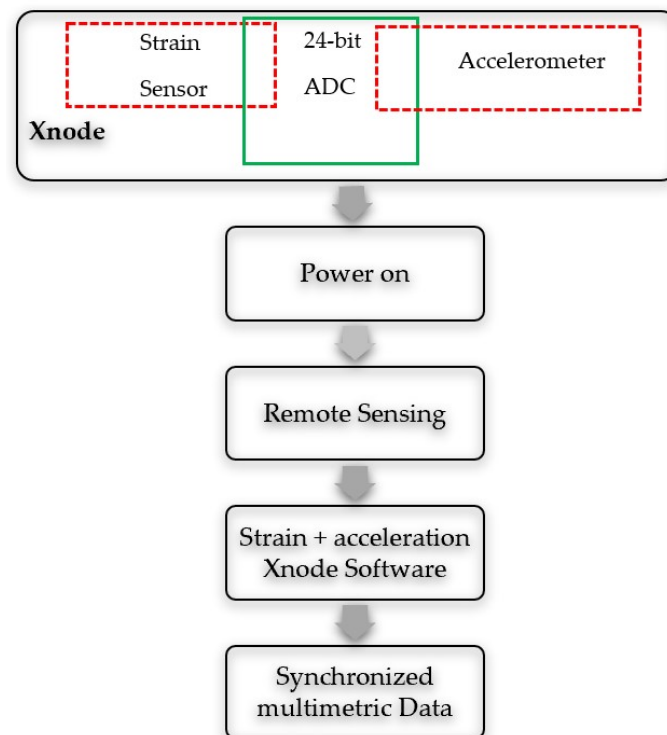 Strain
Sensor
24-bit
ADC
Accelerometer
Xnode
Power on
Remote Sensing
Strain + acceleration
Xnode Software
Synchronized
multimetric Data